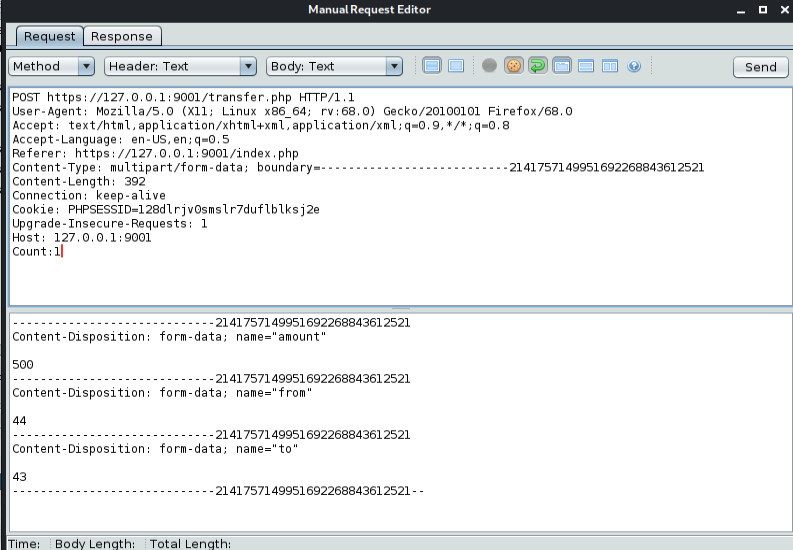 Manual Request Editor
Request Response
Method Header: Text Body: Text Send
POST https://127.0.0.1:9001/transfer.php HTTP/1.1
User-Agent: Mozilla/5.0 (X11; Linux x86_64; rv:68.0) Gecko/20100101 Firefox/68.0
Accept: text/html,application/xhtml+xml,application/xml;q=0.9,*/*;q=0.8
Accept-Language: en-US,en;q=0.5
Referer: https://127.0.0.1:9001/index.php
Content-Type: multipart/form-data; boundary=---------------------------2141757149951692268843612521
Content-Length: 392
Connection: keep-alive
Cookie: PHPSESSID=128dlrjv0smslr7duflblksj2e
Upgrade-Insecure-Requests: 1
Host: 127.0.0.1:9001
Count:1
-----------------------------2141757149951692268843612521
Content-Disposition: form-data; name="amount"
500
-----------------------------2141757149951692268843612521
Content-Disposition: form-data; name="from"
44
-----------------------------2141757149951692268843612521
Content-Disposition: form-data; name="to"
43
-----------------------------2141757149951692268843612521--
Time: Body Length: Total Length: